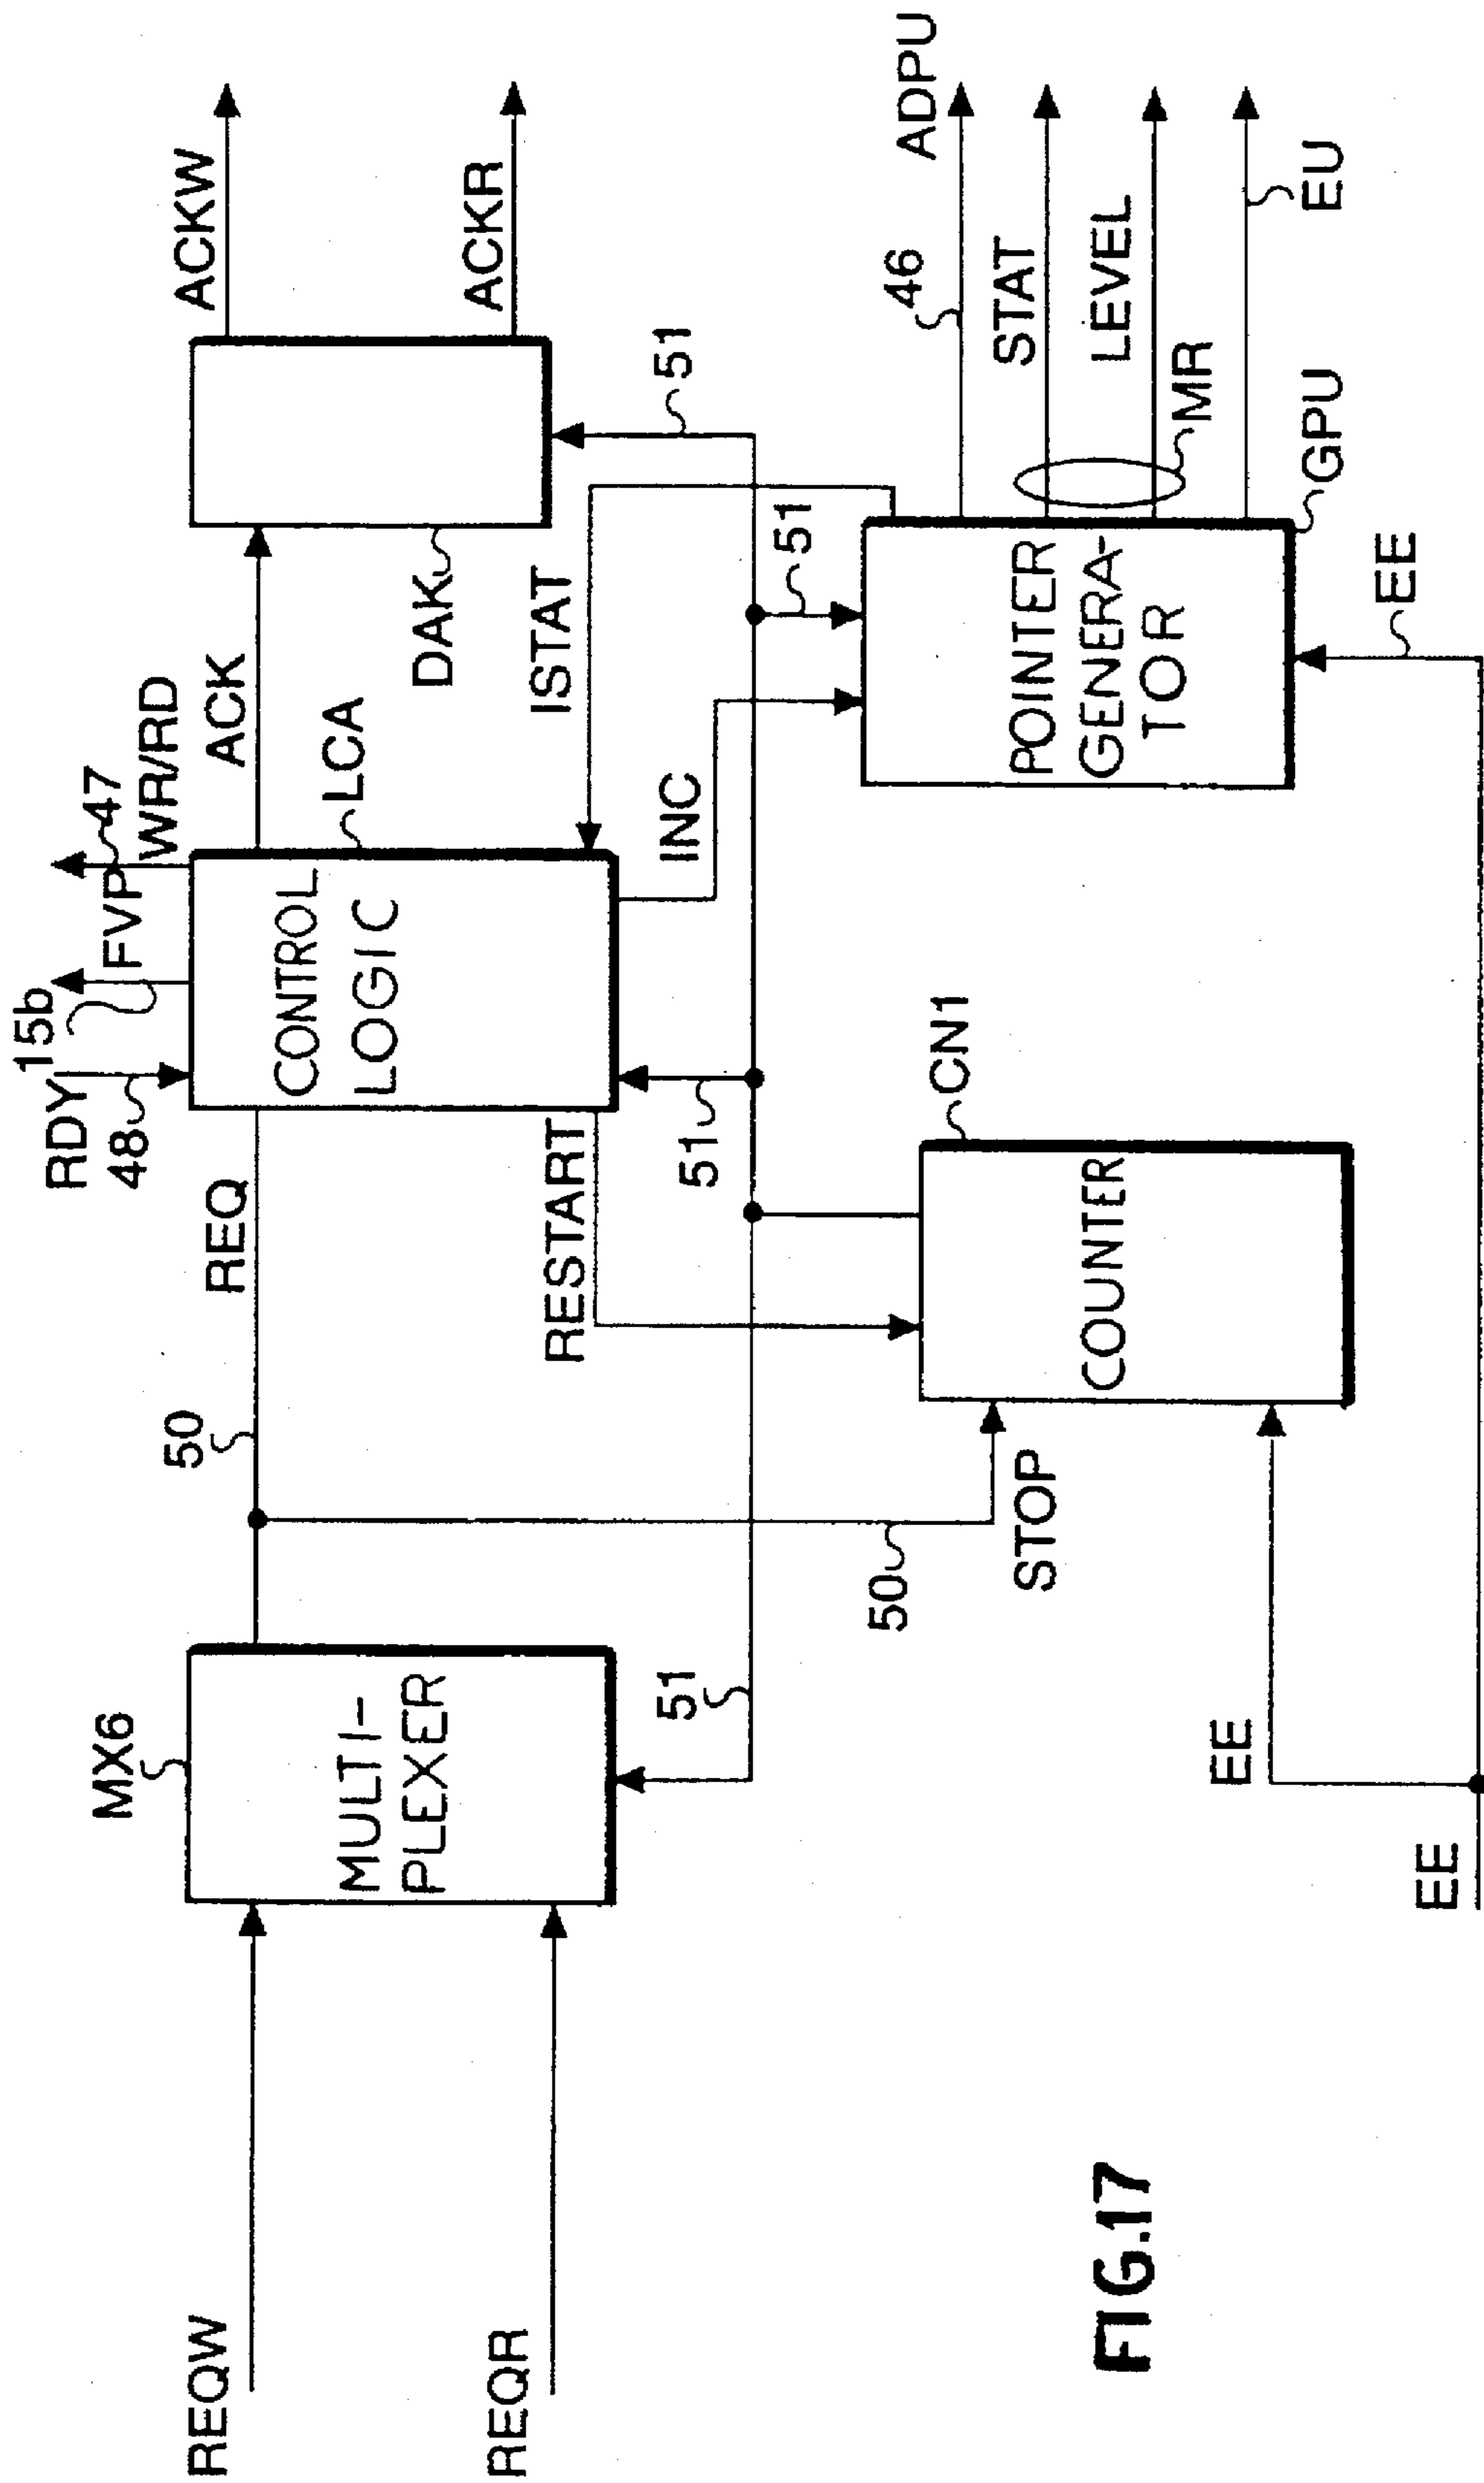 REQW
REQR
MX6
MULTI-
PLEXER
51
50
REQ
50
STOP
RDY
48
15b
FVP
47
WR/RD
CONTROL
LOGIC
LCA
RESTART
51
ACK
DAK
ISTAT
INC
ACKW
ACKR
51
51
CN1
COUNTER
EE
EE
EE
POINTER
GENERA-
TOR
GPU
46
ADPU
STAT
LEVEL
MR
EU
FIG.17